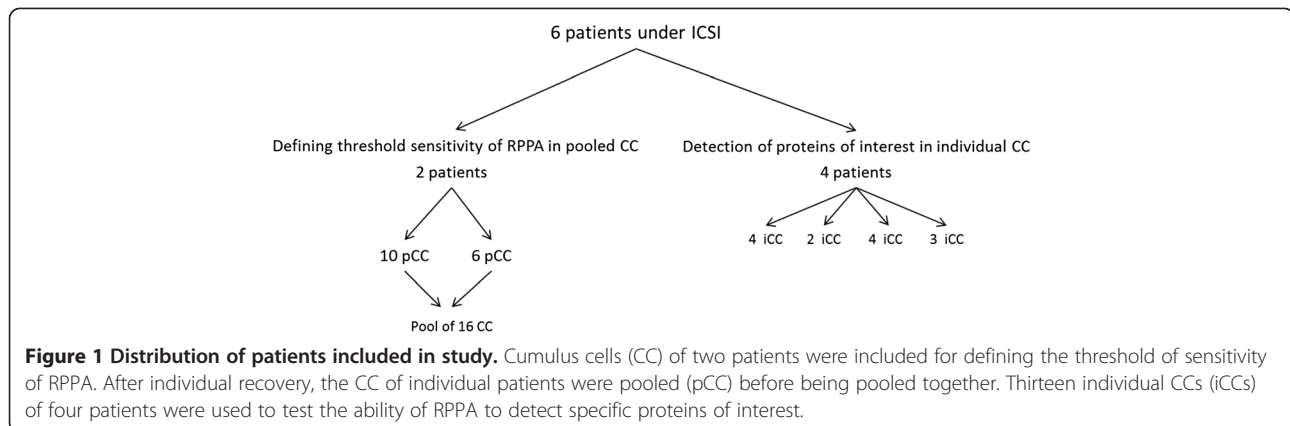 6 patients under ICSI
Defining threshold sensitivity of RPPA in pooled CC
2 patients
Detection of proteins of interest in individual CC
4 patients
10 pCC
6 pCC
4 iCC
2 iCC
4 iCC
3 iCC
Pool of 16 CC
Figure 1 Distribution of patients included in study. Cumulus cells (CC) of two patients were included for defining the threshold of sensitivity
of RPPA. After individual recovery, the CC of individual patients were pooled (pCC) before being pooled together. Thirteen individual CCs (iCCs)
of four patients were used to test the ability of RPPA to detect specific proteins of interest.